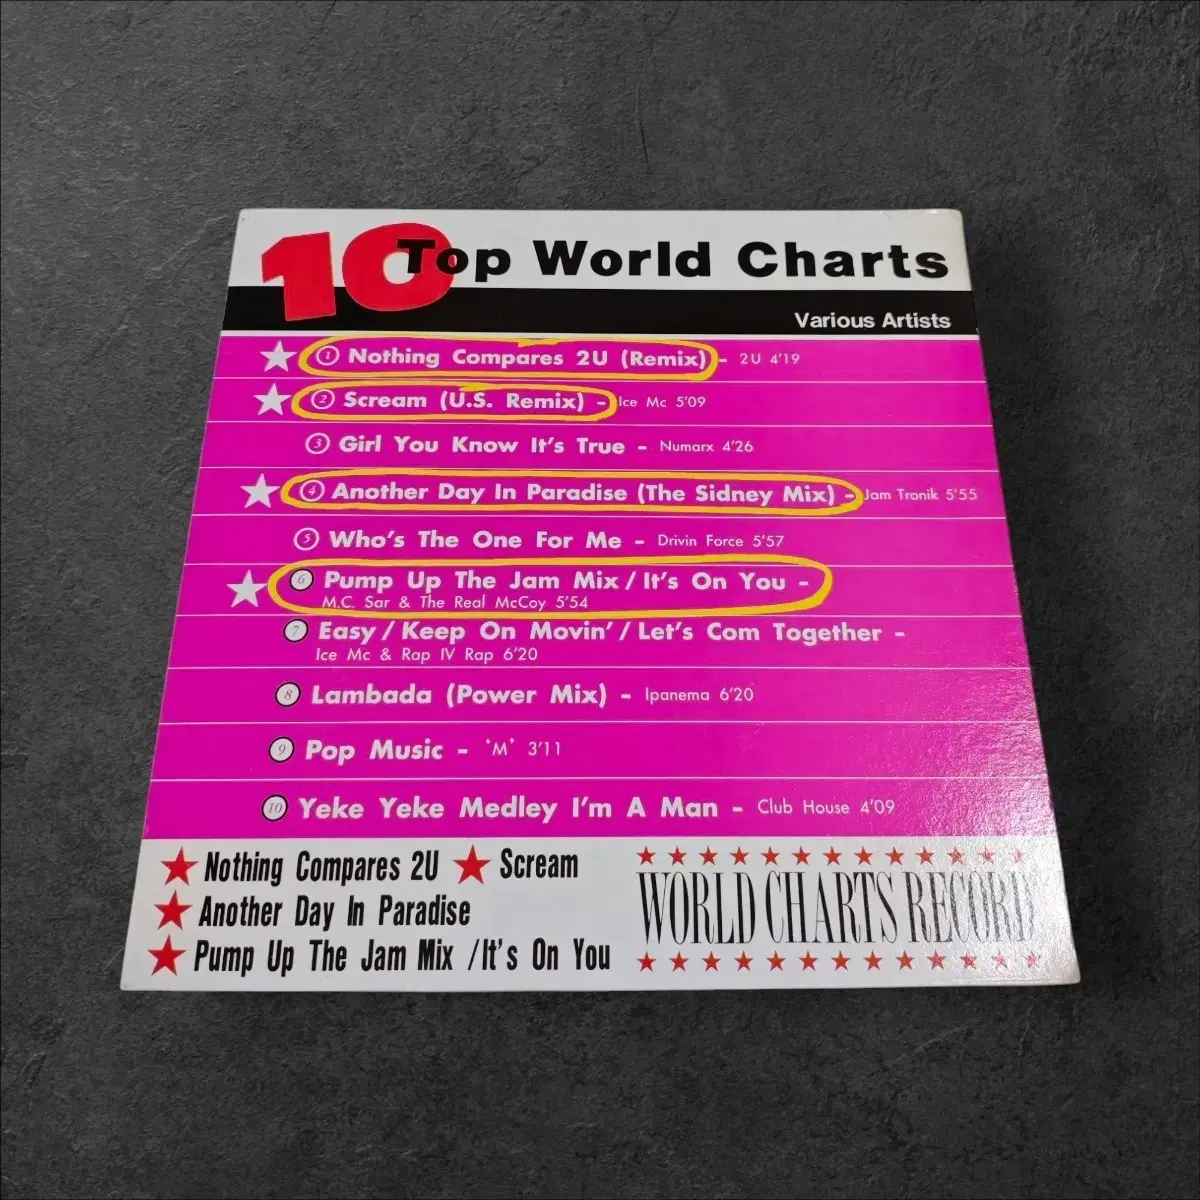 10 Top World Charts
Various Artists
★ 1 Nothing Compares 2U (Remix) - 2U 4'19
★ 2 Scream (U.S. Remix) - Ice Mc 5'09
3 Girl You Know It's True - Numarx 4'26
★ 4 Another Day In Paradise (The Sidney Mix) - Jam Tronik 5'55
5 Who's The One For Me - Drivin Force 5'57
★ 6 Pump Up The Jam Mix / It's On You -
M.C. Sar & The Real McCoy 5'54
7 Easy / Keep On Movin' / Let's Com Together -
Ice Mc & Rap IV Rap 6'20
8 Lambada (Power Mix) - Ipanema 6'20
9 Pop Music - 'M' 3'11
10 Yeke Yeke Medley I'm A Man - Club House 4'09
★ Nothing Compares 2U ★ Scream
★ Another Day In Paradise
★ Pump Up The Jam Mix / It's On You
WORLD CHARTS RECORD